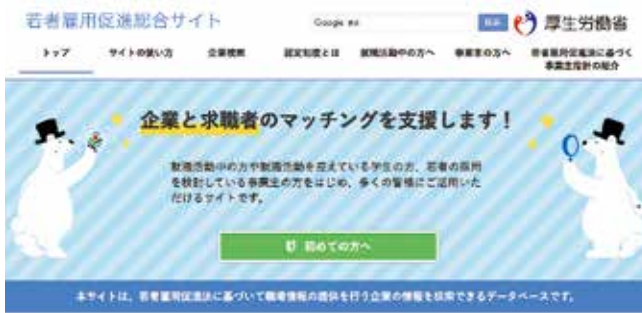 若者雇用促進総合サイト
検索
厚生労働省
トップ
サイトの使い方
企業検索
認定制度とは
就職活動中の方へ
事業主の方へ
若者雇用促進法に基づく
事業主指針の紹介
企業と求職者のマッチングを支援します！
就職活動中の方や就職活動を控えている学生の方、若者の採用
を検討している事業主の方をはじめ、多くの皆様にご活用いた
だけるサイトです。
初めての方へ
本サイトは、若者雇用促進法に基づいて職場情報の提供を行う企業の情報を検索できるデータベースです。